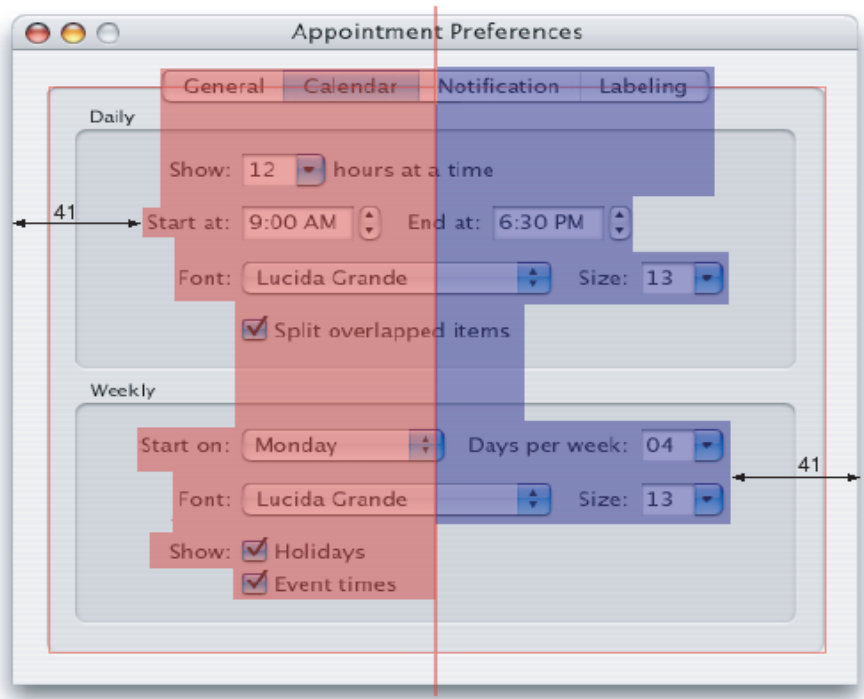 Appointment Preferences
General Calendar Notification Labeling
Daily
Show: 12 hours at a time
41
Start at: 9:00 AM End at: 6:30 PM
Font: Lucida Grande Size: 13
Split overlapped items
Weekly
Start on: Monday Days per week: 04
41
Font: Lucida Grande Size: 13
Show: Holidays
Event times